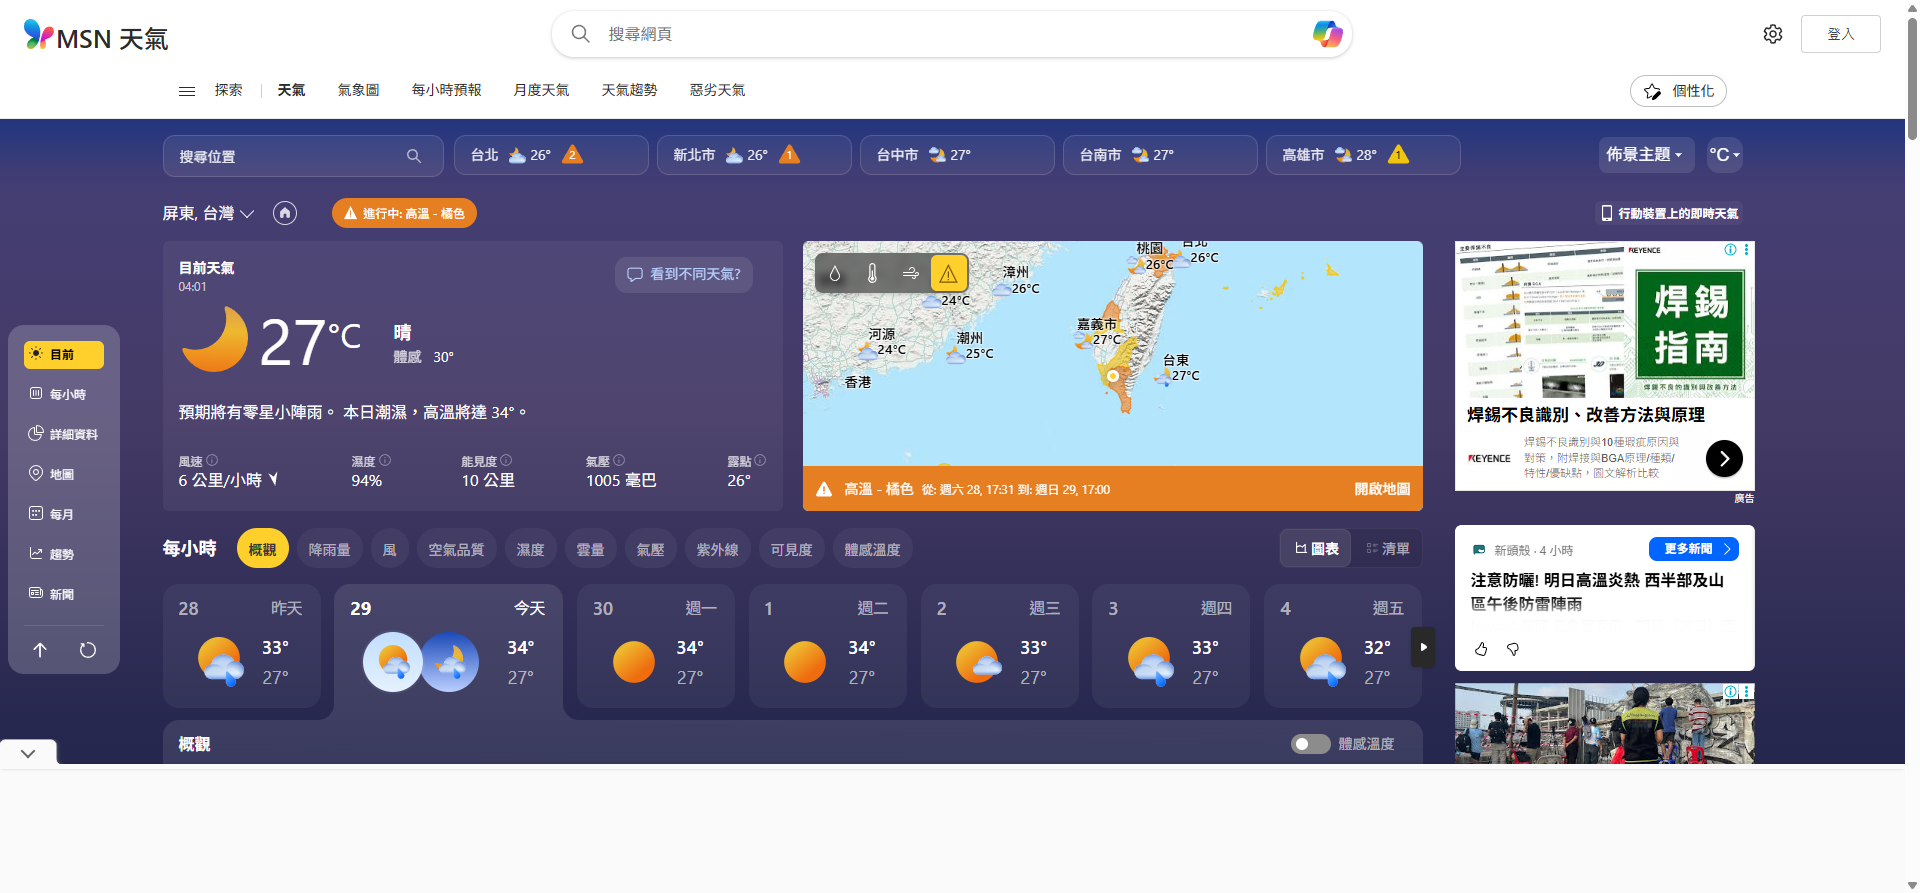 MSN 天氣
搜尋網頁
登入
探索
天氣
氣象圖
每小時預報
月度天氣
天氣趨勢
惡劣天氣
個性化
搜尋位置
台北 26° 2
新北市 26° 1
台中市 27°
台南市 27°
高雄市 28° 1
佈景主題
°C
屏東, 台灣
進行中: 高溫 - 橘色
行動裝置上的即時天氣
目前天氣
04:01
看到不同天氣?
27°C
晴
體感 30°
預期將有零星小陣雨。 本日潮濕，高溫將達 34°。
風速
6 公里/小時
濕度
94%
能見度
10 公里
氣壓
1005 毫巴
露點
26°
桃園
26°C
台北
26°C
漳州
26°C
24°C
河源
24°C
潮州
25°C
香港
嘉義市
27°C
台東
27°C
高溫 - 橘色 從: 週六 28, 17:31 到: 週日 29, 17:00
開啟地圖
目前
每小時
詳細資料
地圖
每月
趨勢
新聞
每小時
概觀
降雨量
風
空氣品質
濕度
雲量
氣壓
紫外線
可見度
體感溫度
圖表
清單
28 昨天
33°
27°
29 今天
34°
27°
30 週一
34°
27°
1 週二
34°
27°
2 週三
33°
27°
3 週四
33°
27°
4 週五
32°
27°
概觀
體感溫度
KEYENCE
焊錫
指南
焊錫不良的識別與改善方法
焊錫不良識別、改善方法與原理
KEYENCE
焊錫不良識別與10種瑕疵原因與
對策，附焊接與BGA原理/種類/
特性/優缺點，圖文解析比較
廣告
新頭殼 · 4 小時
更多新聞
注意防曬! 明日高溫炎熱 西半部及山
區午後防雷陣雨